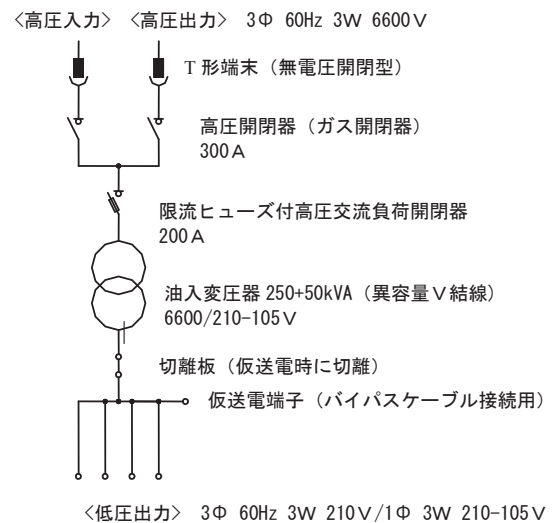 〈高圧入力〉 〈高圧出力〉 3Φ 60Hz 3W 6600V
T 形端末（無電圧開閉型）
高圧開閉器（ガス開閉器）
300A
限流ヒューズ付高圧交流負荷開閉器
200A
油入変圧器 250+50kVA（異容量V結線）
6600/210-105V
切離板（仮送電時に切離）
仮送電端子（バイパスケーブル接続用）
〈低圧出力〉 3Φ 60Hz 3W 210V/1Φ 3W 210-105V